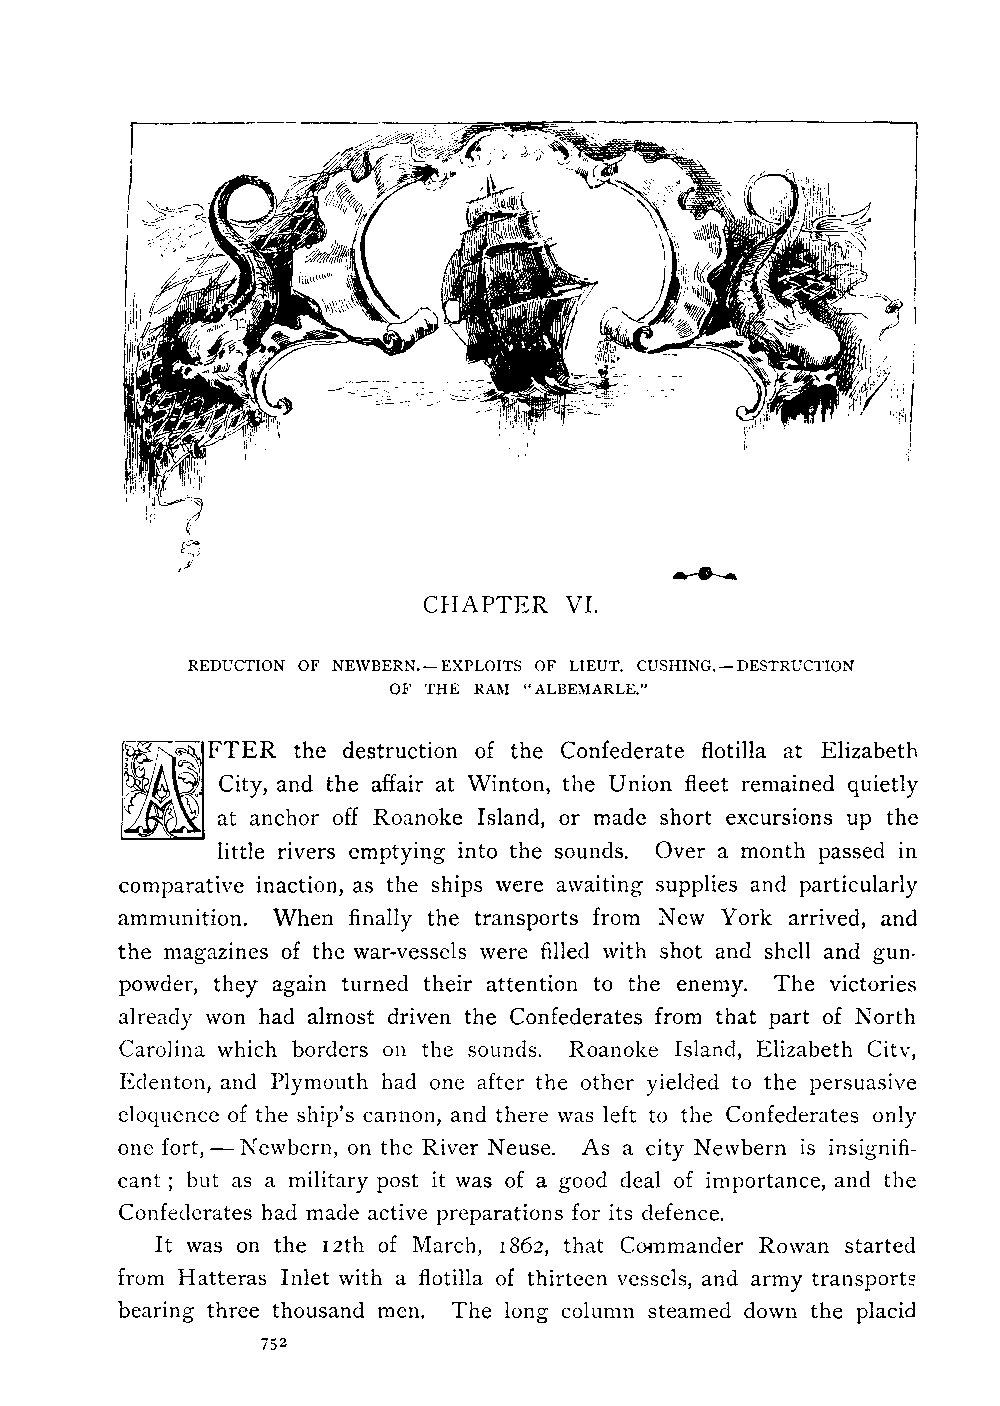 CHAPTER VI.
REDUCTION OF NEWBERN.—EXPLOITS OF LIEUT. CUSHING.—DESTRUCTION
OF THE RAM "ALBEMARLE."
AFTER the destruction of the Confederate flotilla at Elizabeth
City, and the affair at Winton, the Union fleet remained quietly
at anchor off Roanoke Island, or made short excursions up the
little rivers emptying into the sounds. Over a month passed in
comparative inaction, as the ships were awaiting supplies and particularly
ammunition. When finally the transports from New York arrived, and
the magazines of the war-vessels were filled with shot and shell and gun-
powder, they again turned their attention to the enemy. The victories
already won had almost driven the Confederates from that part of North
Carolina which borders on the sounds. Roanoke Island, Elizabeth City,
Edenton, and Plymouth had one after the other yielded to the persuasive
eloquence of the ship's cannon, and there was left to the Confederates only
one fort,—Newbern, on the River Neuse. As a city Newbern is insignifi-
cant; but as a military post it was of a good deal of importance, and the
Confederates had made active preparations for its defence.
It was on the 12th of March, 1862, that Commander Rowan started
from Hatteras Inlet with a flotilla of thirteen vessels, and army transports
bearing three thousand men. The long column steamed down the placid
752